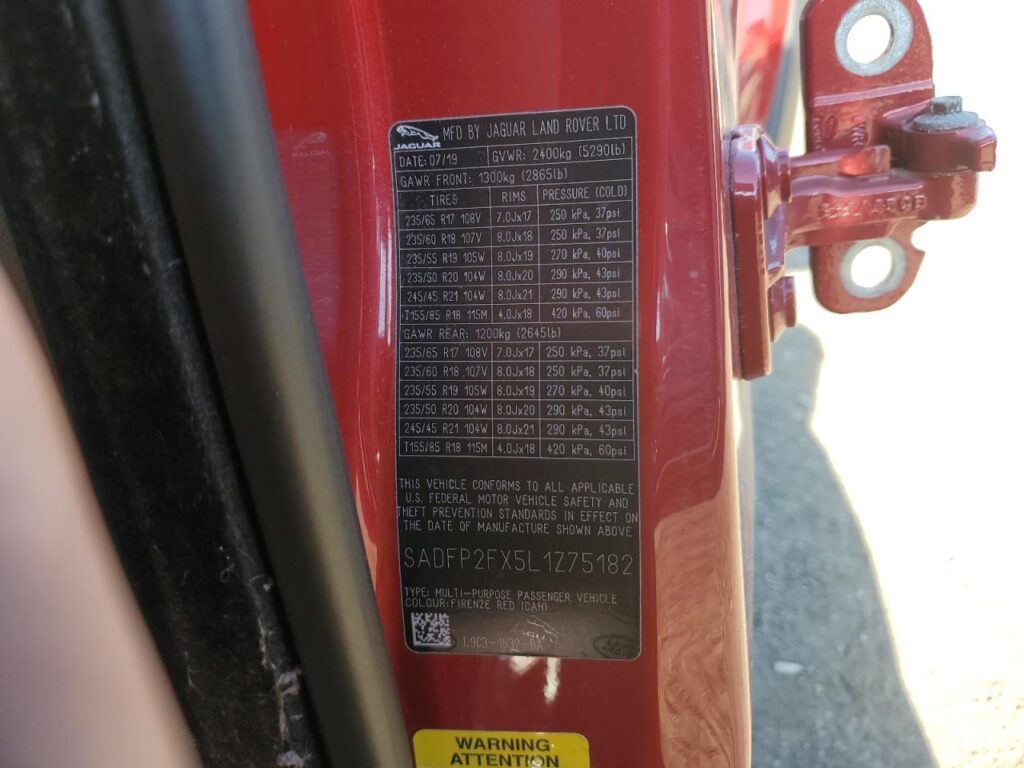 JAGUAR
MFD BY JAGUAR LAND ROVER LTD
DATE: 07/19 GVWR: 2400kg (5290lb)
GAWR FRONT: 1300kg (2865lb)
TIRES RIMS PRESSURE (COLD)
235/65 R17 108V 7.0Jx17 250 kPa, 37psi
235/60 R18 107V 8.0Jx18 250 kPa, 37psi
235/55 R19 105W 8.0Jx19 270 kPa, 40psi
235/50 R20 104W 8.0Jx20 290 kPa, 43psi
245/45 R21 104W 8.0Jx21 290 kPa, 43psi
T155/85 R18 115M 4.0Jx18 420 kPa, 60psi
GAWR REAR: 1200kg (2645lb)
235/65 R17 108V 7.0Jx17 250 kPa, 37psi
235/60 R18 107V 8.0Jx18 250 kPa, 37psi
235/55 R19 105W 8.0Jx19 270 kPa, 40psi
235/50 R20 104W 8.0Jx20 290 kPa, 43psi
245/45 R21 104W 8.0Jx21 290 kPa, 43psi
T155/85 R18 115M 4.0Jx18 420 kPa, 60psi
THIS VEHICLE CONFORMS TO ALL APPLICABLE
U.S. FEDERAL MOTOR VEHICLE SAFETY AND
THEFT PREVENTION STANDARDS IN EFFECT ON
THE DATE OF MANUFACTURE SHOWN ABOVE
SADFP2FX5L1Z75182
TYPE: MULTI-PURPOSE PASSENGER VEHICLE
COLOUR:FIRENZE RED (CAH)
WARNING
ATTENTION